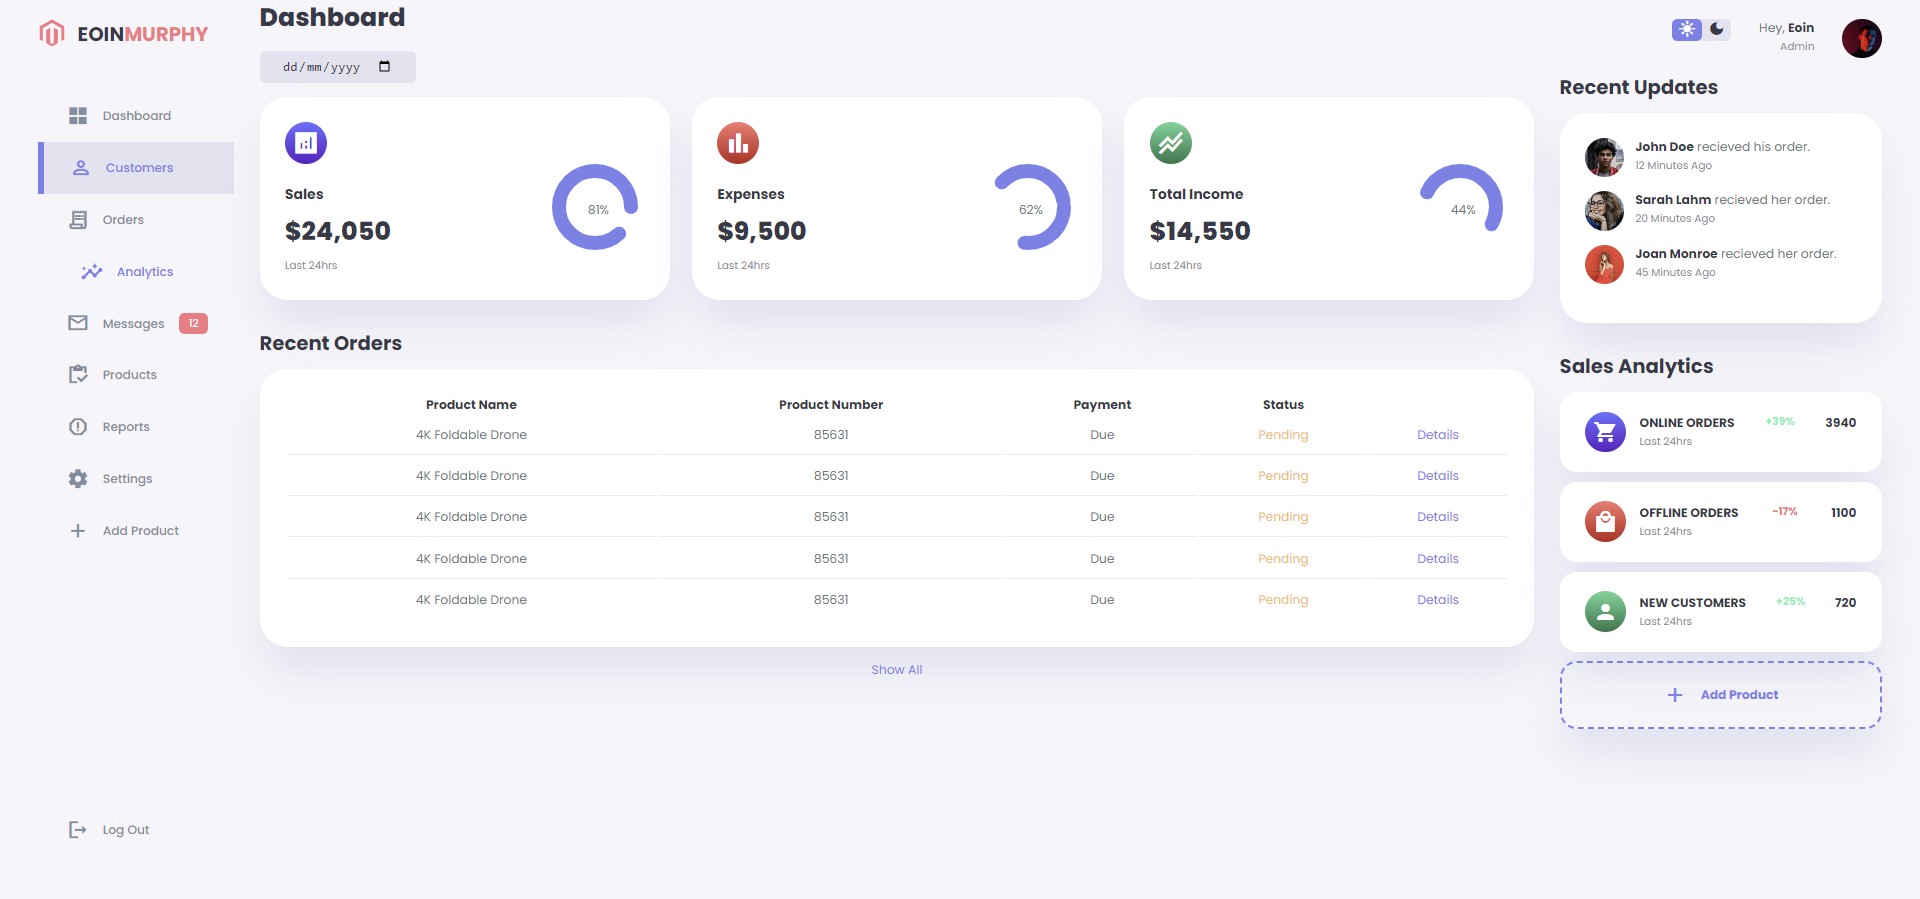 EOINMURPHY
Dashboard
Customers
Orders
Analytics
Messages 12
Products
Reports
Settings
Add Product
Log Out
Dashboard
dd/mm/yyyy
Sales
$24,050
Last 24hrs
81%
Expenses
$9,500
Last 24hrs
62%
Total Income
$14,550
Last 24hrs
44%
Recent Orders
Product Name Product Number Payment Status
4K Foldable Drone 85631 Due Pending Details
4K Foldable Drone 85631 Due Pending Details
4K Foldable Drone 85631 Due Pending Details
4K Foldable Drone 85631 Due Pending Details
4K Foldable Drone 85631 Due Pending Details
Show All
Hey, Eoin
Admin
Recent Updates
John Doe recieved his order.
12 Minutes Ago
Sarah Lahm recieved her order.
20 Minutes Ago
Joan Monroe recieved her order.
45 Minutes Ago
Sales Analytics
ONLINE ORDERS +39% 3940
Last 24hrs
OFFLINE ORDERS -17% 1100
Last 24hrs
NEW CUSTOMERS +25% 720
Last 24hrs
Add Product